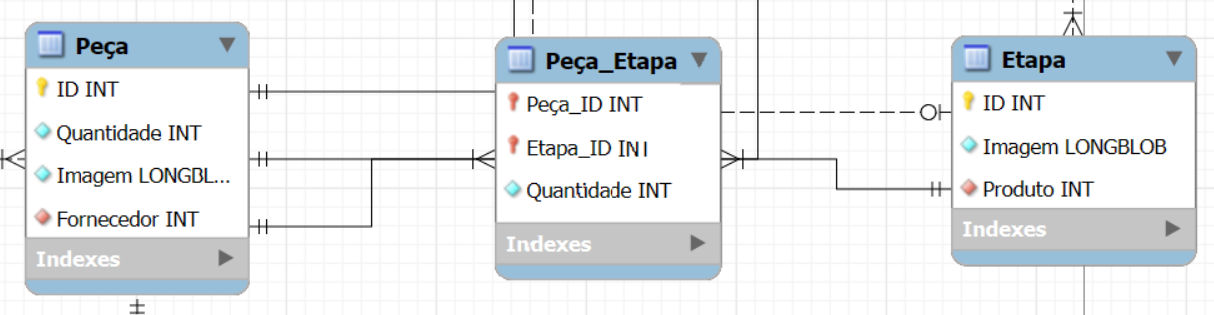 Peça
ID INT
Quantidade INT
Imagem LONGBL...
Fornecedor INT
Indexes
Peça_Etapa
Peça_ID INT
Etapa_ID INT
Quantidade INT
Indexes
Etapa
ID INT
Imagem LONGBLOB
Produto INT
Indexes